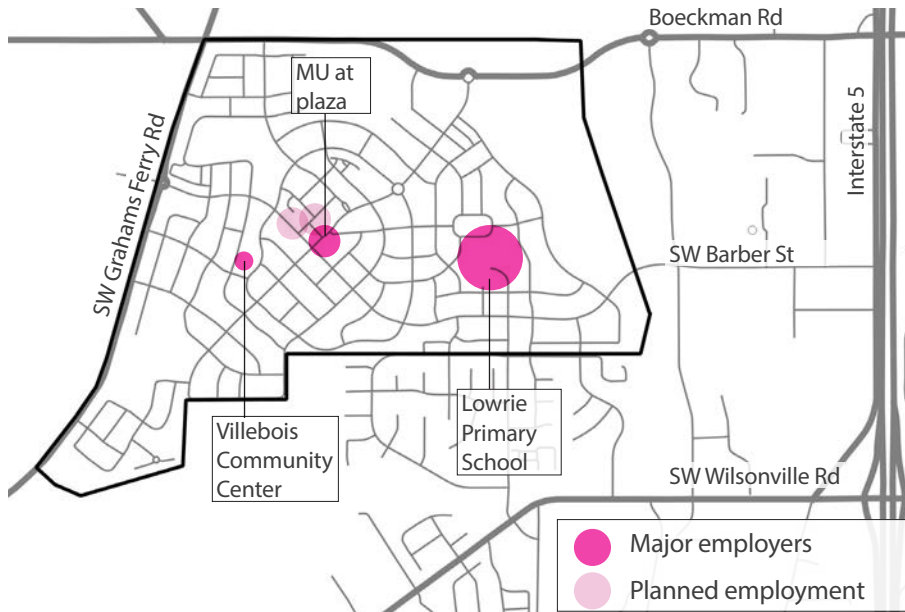 Boeckman Rd
MU at
plaza
SW Grahams Ferry Rd
Interstate 5
SW Barber St
Villebois
Community
Center
Lowrie
Primary
School
SW Wilsonville Rd
Major employers
Planned employment